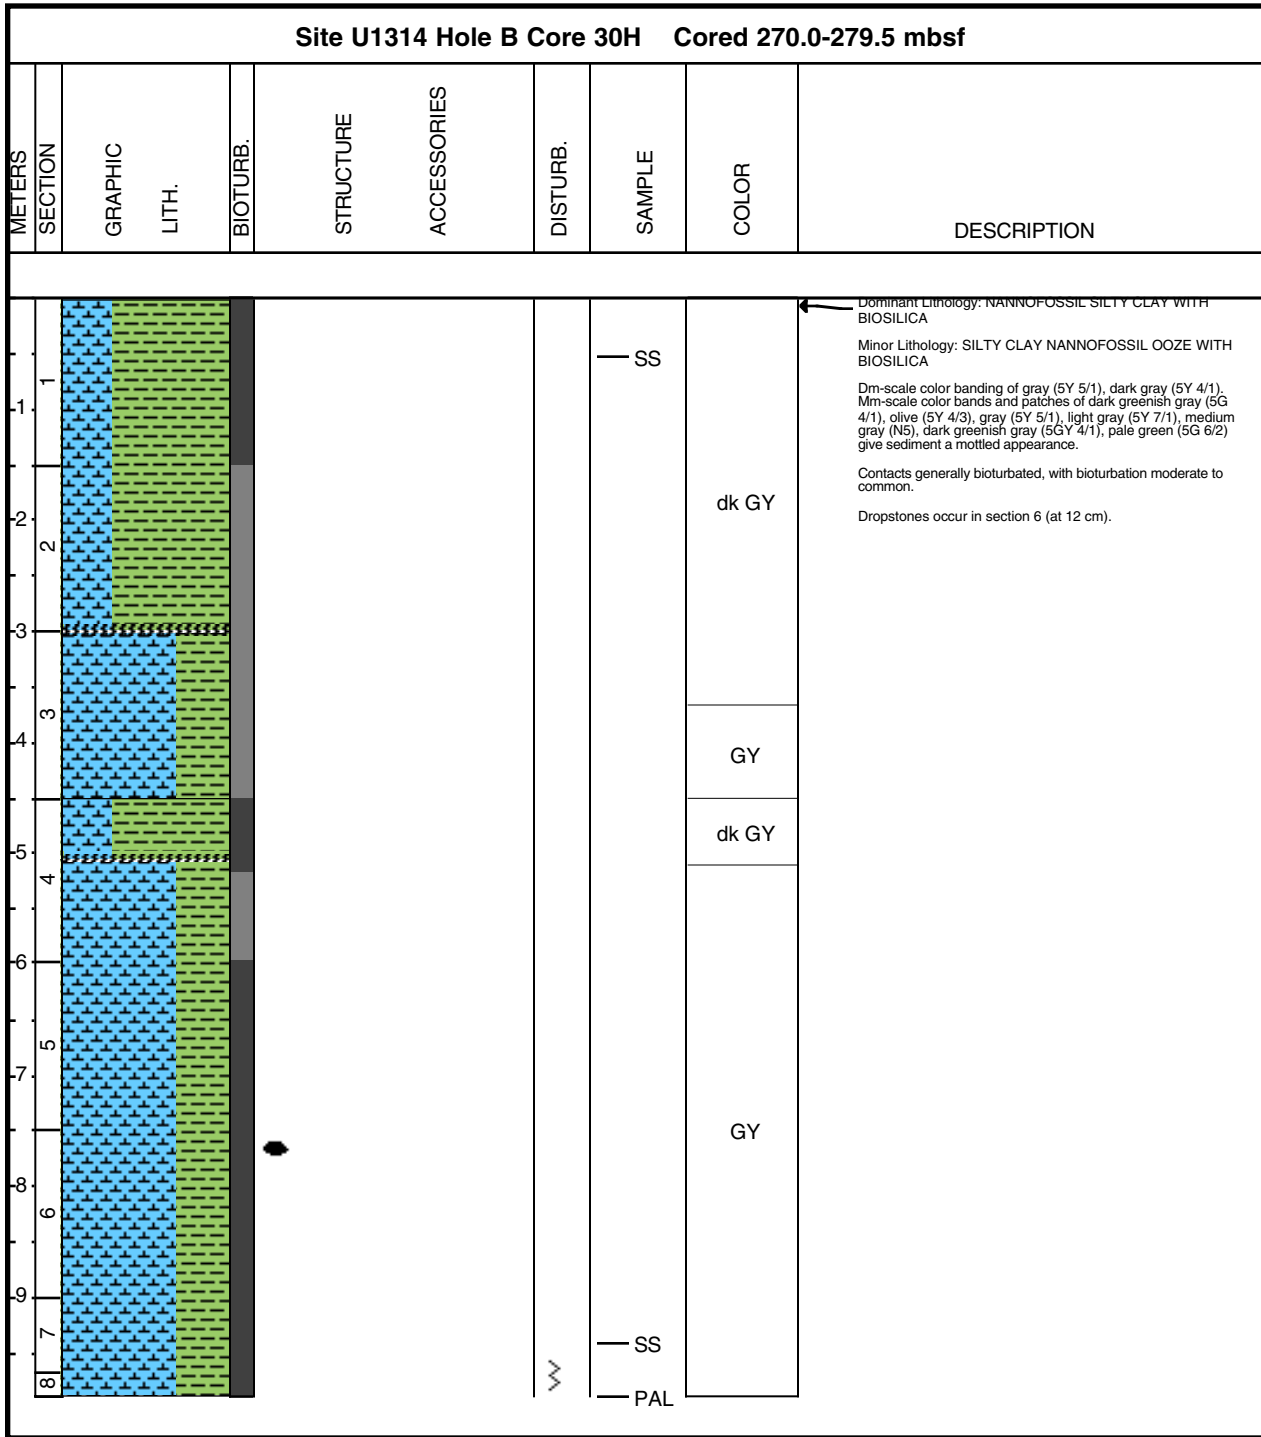 Site U1314 Hole B Core 30H    Cored 270.0-279.5 mbsf
METERS
SECTION
GRAPHIC
LITH.
BIOTURB.
STRUCTURE
ACCESSORIES
DISTURB.
SAMPLE
COLOR
DESCRIPTION
1
2
3
4
5
6
7
8
9
1
2
3
4
5
6
7
8
SS
SS
PAL
dk GY
GY
dk GY
GY
Dominant Lithology: NANNOFOSSIL SILTY CLAY WITH
BIOSILICA
Minor Lithology: SILTY CLAY NANNOFOSSIL OOZE WITH
BIOSILICA
Dm-scale color banding of gray (5Y 5/1), dark gray (5Y 4/1).
Mm-scale color bands and patches of dark greenish gray (5G
4/1), olive (5Y 4/3), gray (5Y 5/1), light gray (5Y 7/1), medium
gray (N5), dark greenish gray (5GY 4/1), pale green (5G 6/2)
give sediment a mottled appearance.
Contacts generally bioturbated, with bioturbation moderate to
common.
Dropstones occur in section 6 (at 12 cm).